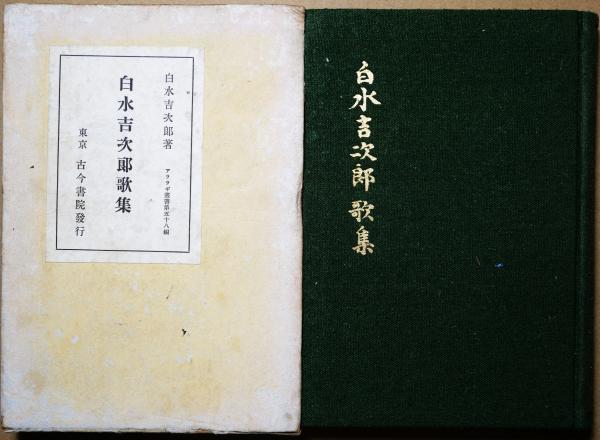 白水吉次郎著
アララギ叢書第五十八編
白水吉次郎歌集
東京 古今書院發行
白水吉次郎歌集